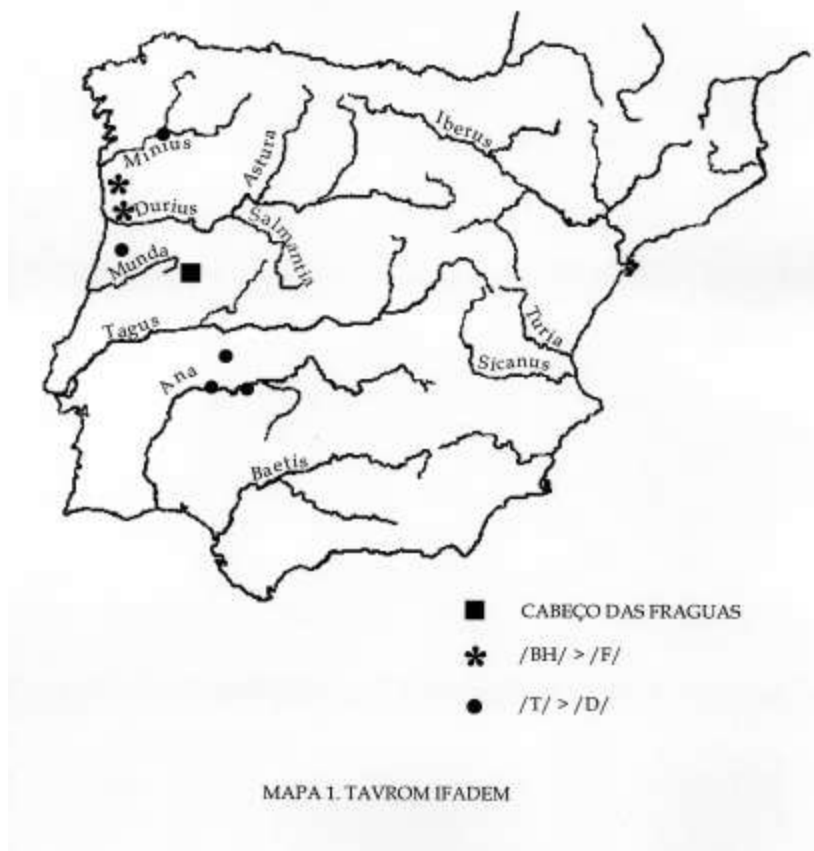 Iberus
Minius
Astura
Durius
Salmantia
Munda
Tagus
Turia
Sicanus
Ana
Baetis
CABEÇO DAS FRAGUAS
/BH/ > /F/
/T/ > /D/
MAPA 1. TAVROM IFADEM